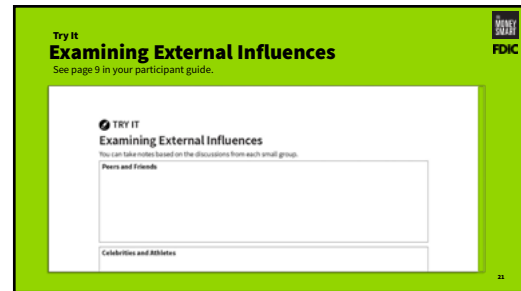 Try It
Examining External Influences
See page 9 in your participant guide.
MONEY
SMART
FDIC
TRY IT
Examining External Influences
You can take notes based on the discussions from each small group.
Peers and Friends
Celebrities and Athletes
21